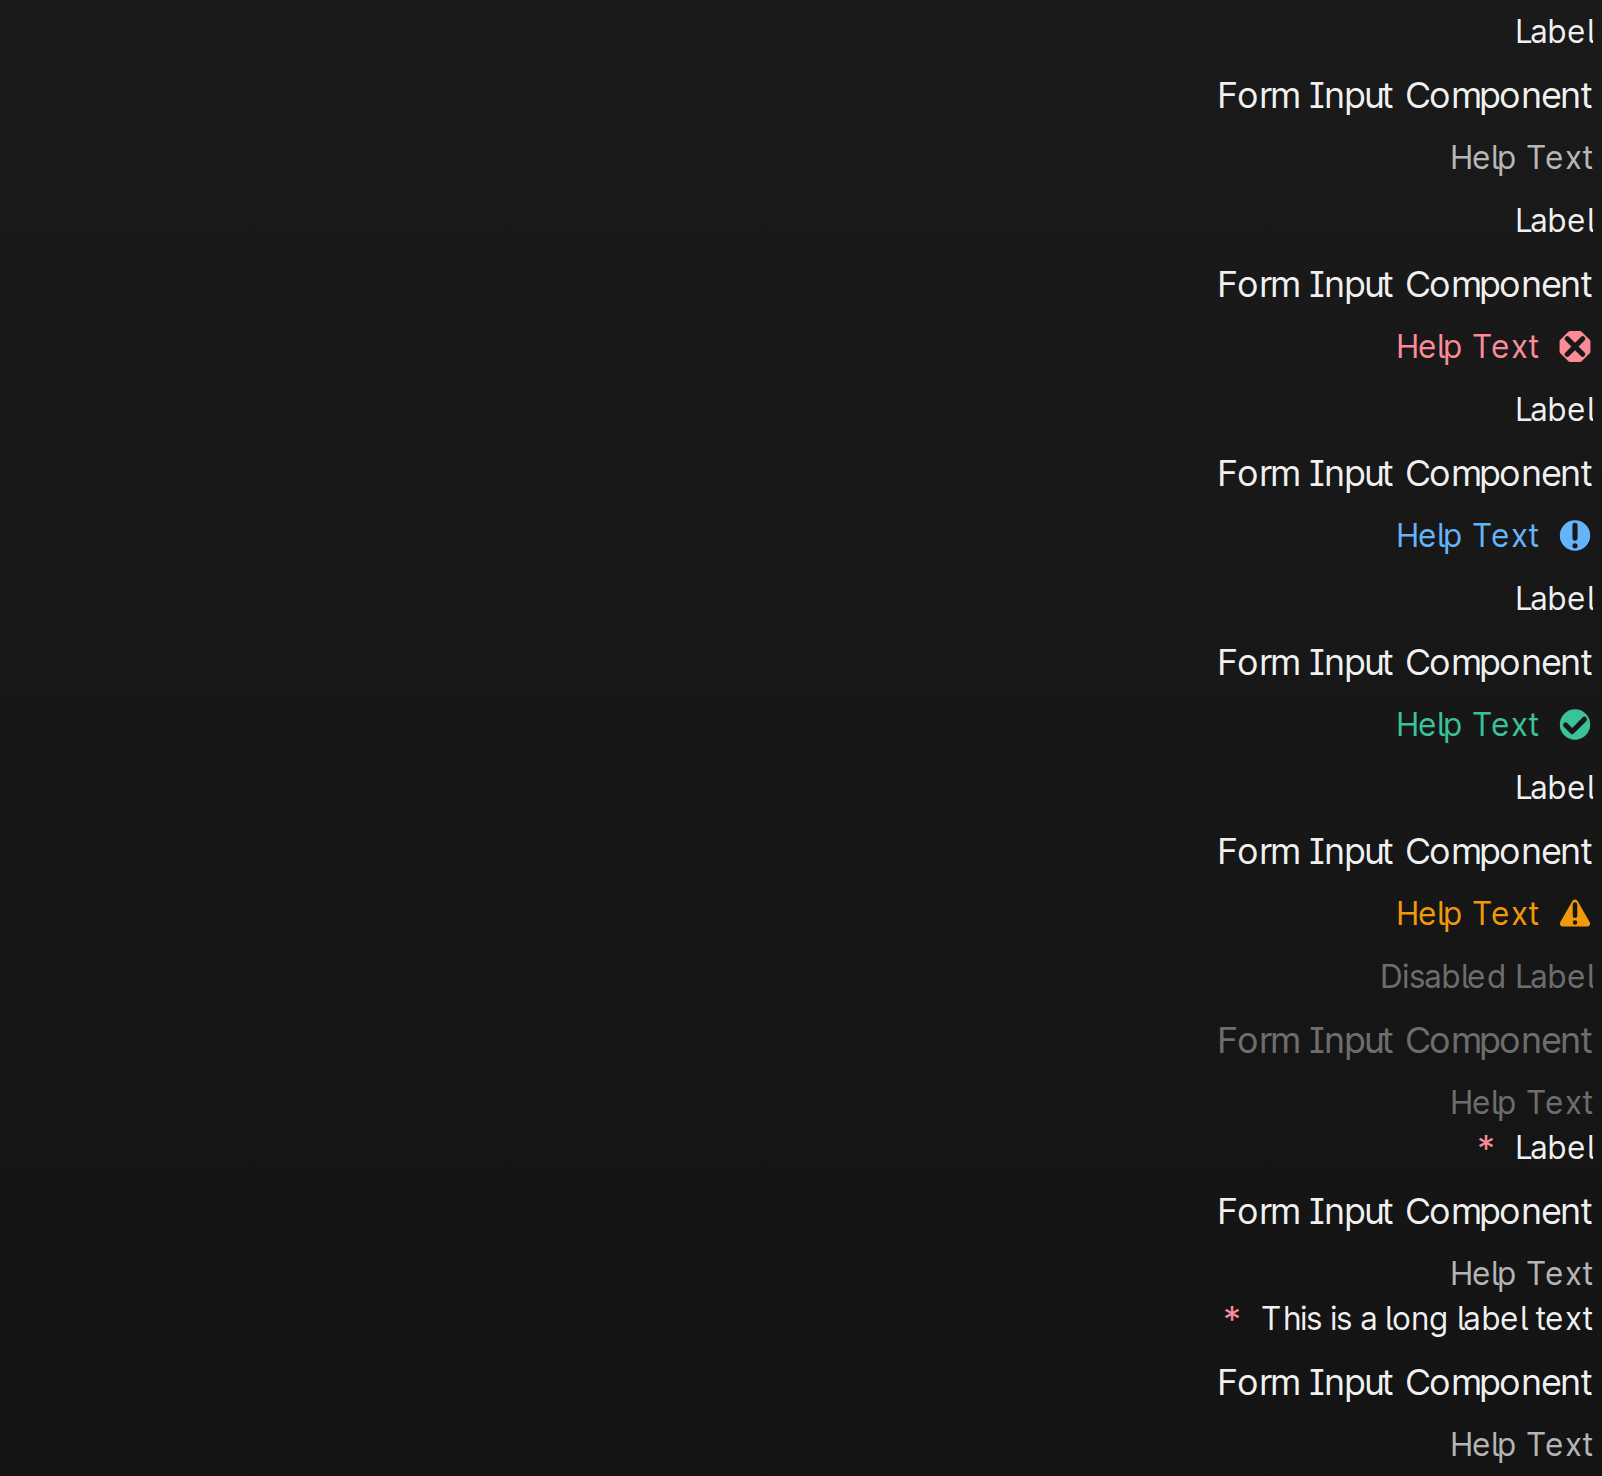 Label
Form Input Component
Help Text
Label
Form Input Component
Help Text
Label
Form Input Component
Help Text
Label
Form Input Component
Help Text
Label
Form Input Component
Help Text
Disabled Label
Form Input Component
Help Text
* Label
Form Input Component
Help Text
* This is a long label text
Form Input Component
Help Text